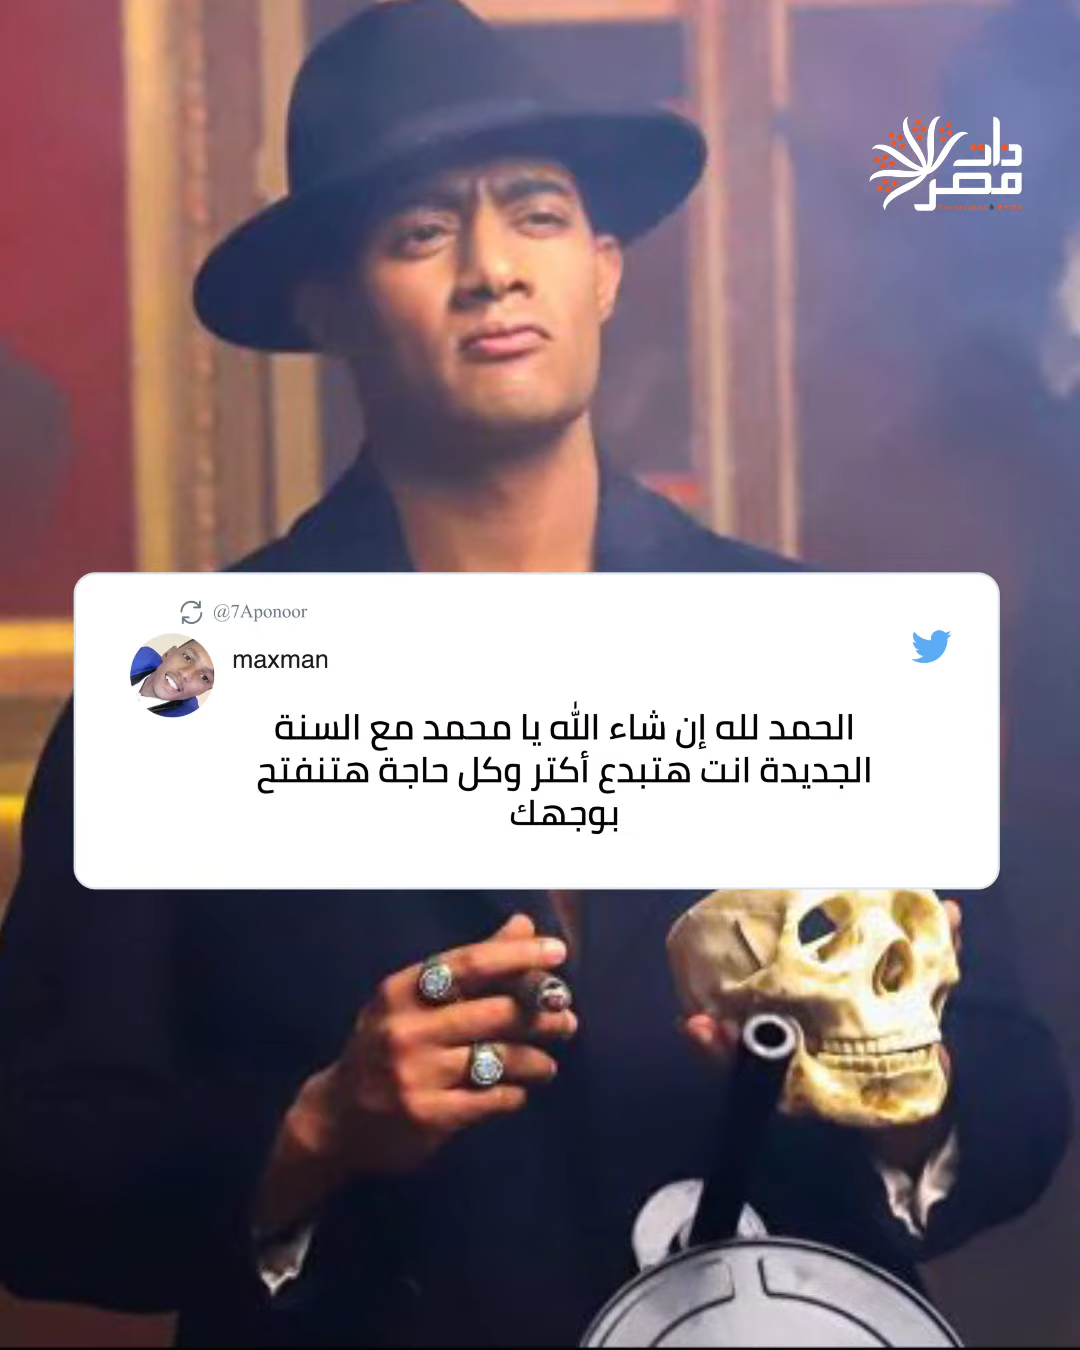 دات
مصر
@7Aponoor
maxman
الحمد لله إن شاء الله يا محمد مع السنة
الجديدة انت هتبدع أكتر وكل حاجة هتنفتح
بوجهك